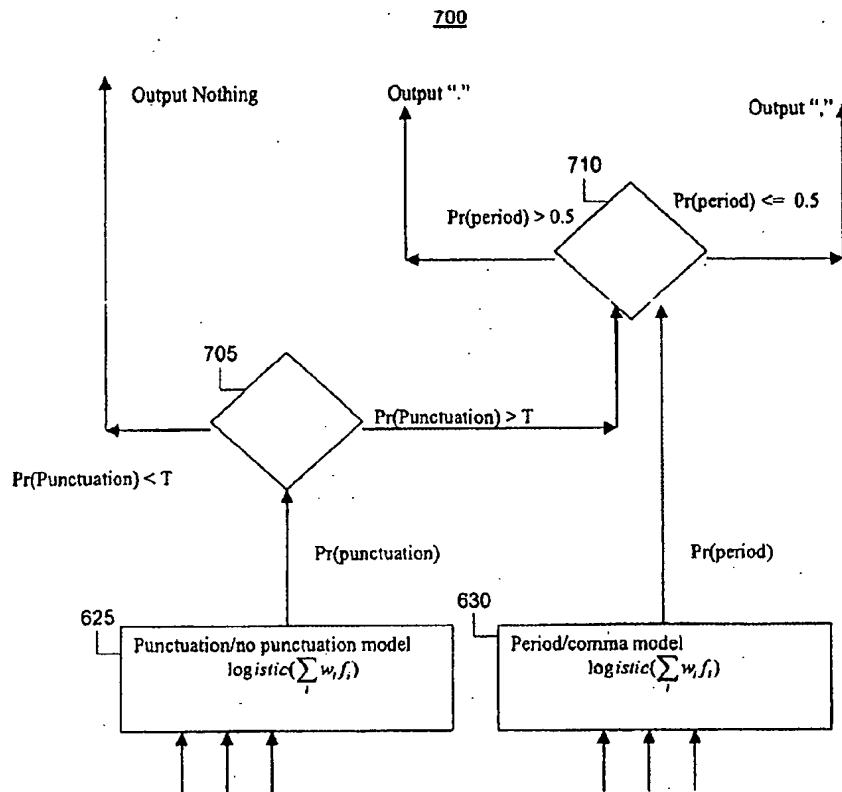 700
Output Nothing
Output "."
Output ","
710
Pr(period) > 0.5
Pr(period) <= 0.5
705
Pr(Punctuation) > T
Pr(Punctuation) < T
Pr(punctuation)
Pr(period)
625
Punctuation/no punctuation model
logistic(∑ᵢ wᵢfᵢ)
630
Period/comma model
logistic(∑ᵢ wᵢfᵢ)